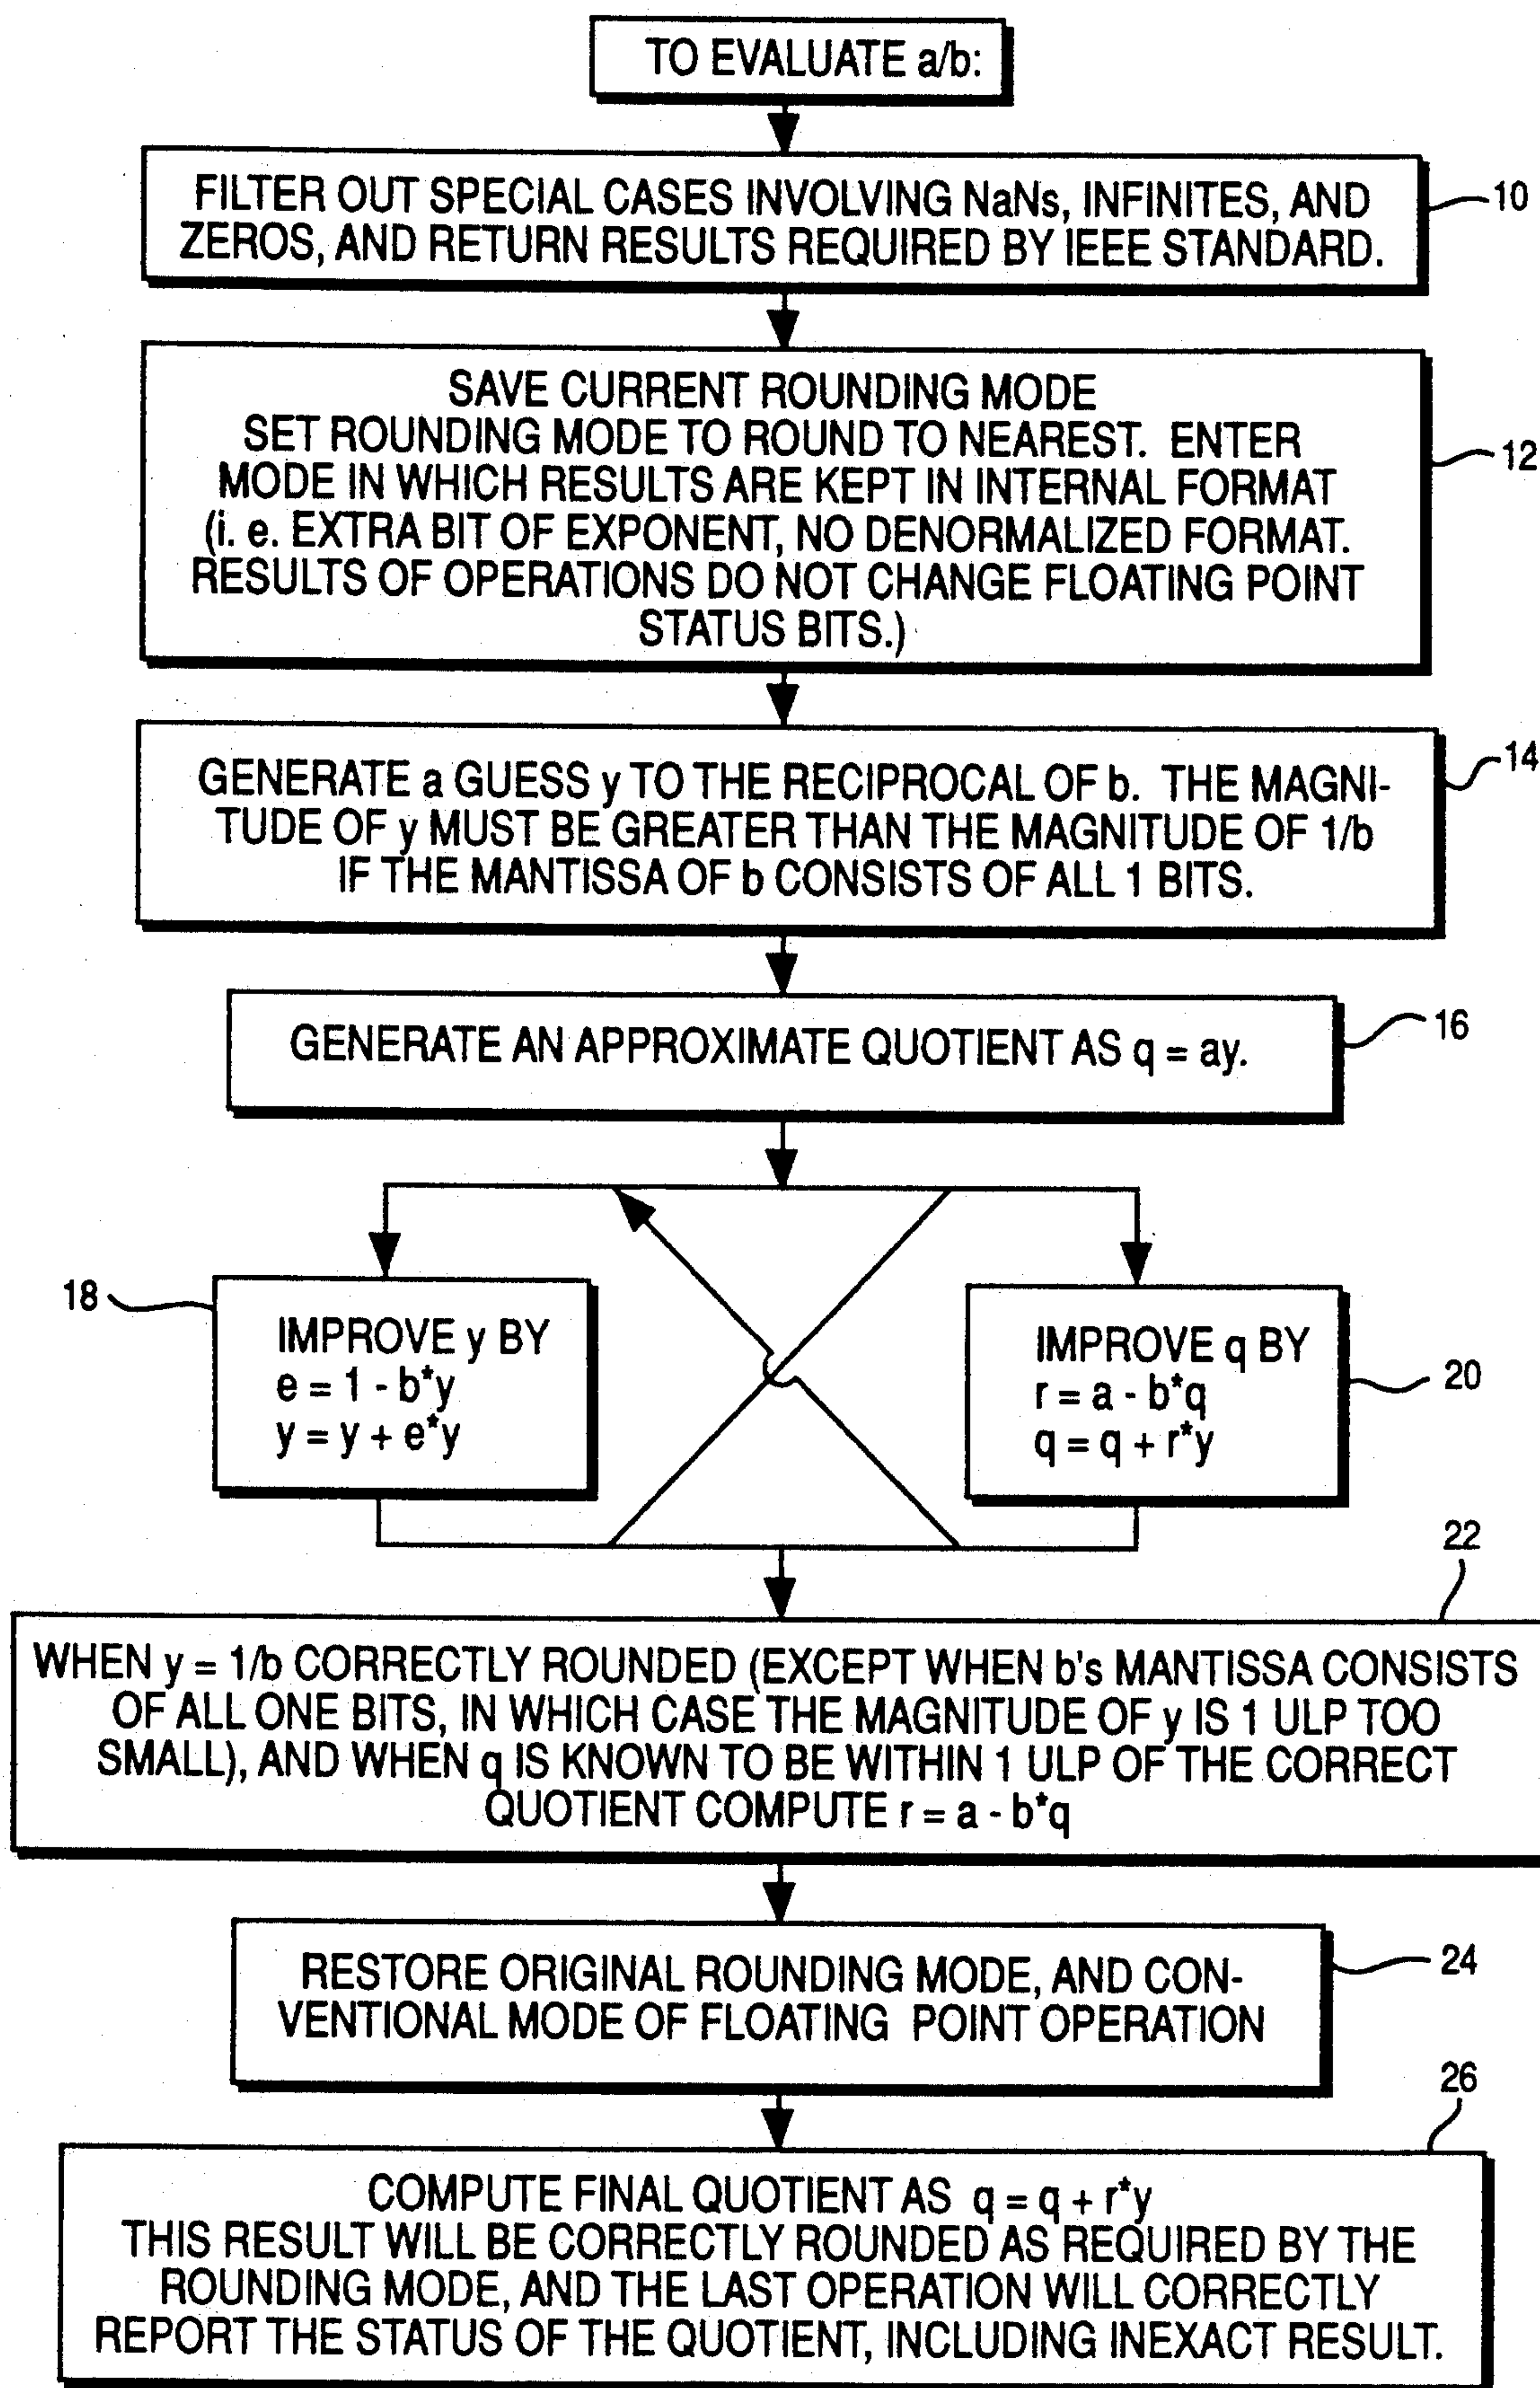 TO EVALUATE a/b:
FILTER OUT SPECIAL CASES INVOLVING NaNs, INFINITES, AND
ZEROS, AND RETURN RESULTS REQUIRED BY IEEE STANDARD.
10
SAVE CURRENT ROUNDING MODE
SET ROUNDING MODE TO ROUND TO NEAREST. ENTER
MODE IN WHICH RESULTS ARE KEPT IN INTERNAL FORMAT
(i. e. EXTRA BIT OF EXPONENT, NO DENORMALIZED FORMAT.
RESULTS OF OPERATIONS DO NOT CHANGE FLOATING POINT
STATUS BITS.)
12
GENERATE a GUESS y TO THE RECIPROCAL OF b. THE MAGNI-
TUDE OF y MUST BE GREATER THAN THE MAGNITUDE OF 1/b
IF THE MANTISSA OF b CONSISTS OF ALL 1 BITS.
14
GENERATE AN APPROXIMATE QUOTIENT AS q = ay.
16
18
IMPROVE y BY
e = 1 - b*y
y = y + e*y
IMPROVE q BY
r = a - b*q
q = q + r*y
20
22
WHEN y = 1/b CORRECTLY ROUNDED (EXCEPT WHEN b's MANTISSA CONSISTS
OF ALL ONE BITS, IN WHICH CASE THE MAGNITUDE OF y IS 1 ULP TOO
SMALL), AND WHEN q IS KNOWN TO BE WITHIN 1 ULP OF THE CORRECT
QUOTIENT COMPUTE r = a - b*q
RESTORE ORIGINAL ROUNDING MODE, AND CON-
VENTIONAL MODE OF FLOATING POINT OPERATION
24
26
COMPUTE FINAL QUOTIENT AS q = q + r*y
THIS RESULT WILL BE CORRECTLY ROUNDED AS REQUIRED BY THE
ROUNDING MODE, AND THE LAST OPERATION WILL CORRECTLY
REPORT THE STATUS OF THE QUOTIENT, INCLUDING INEXACT RESULT.